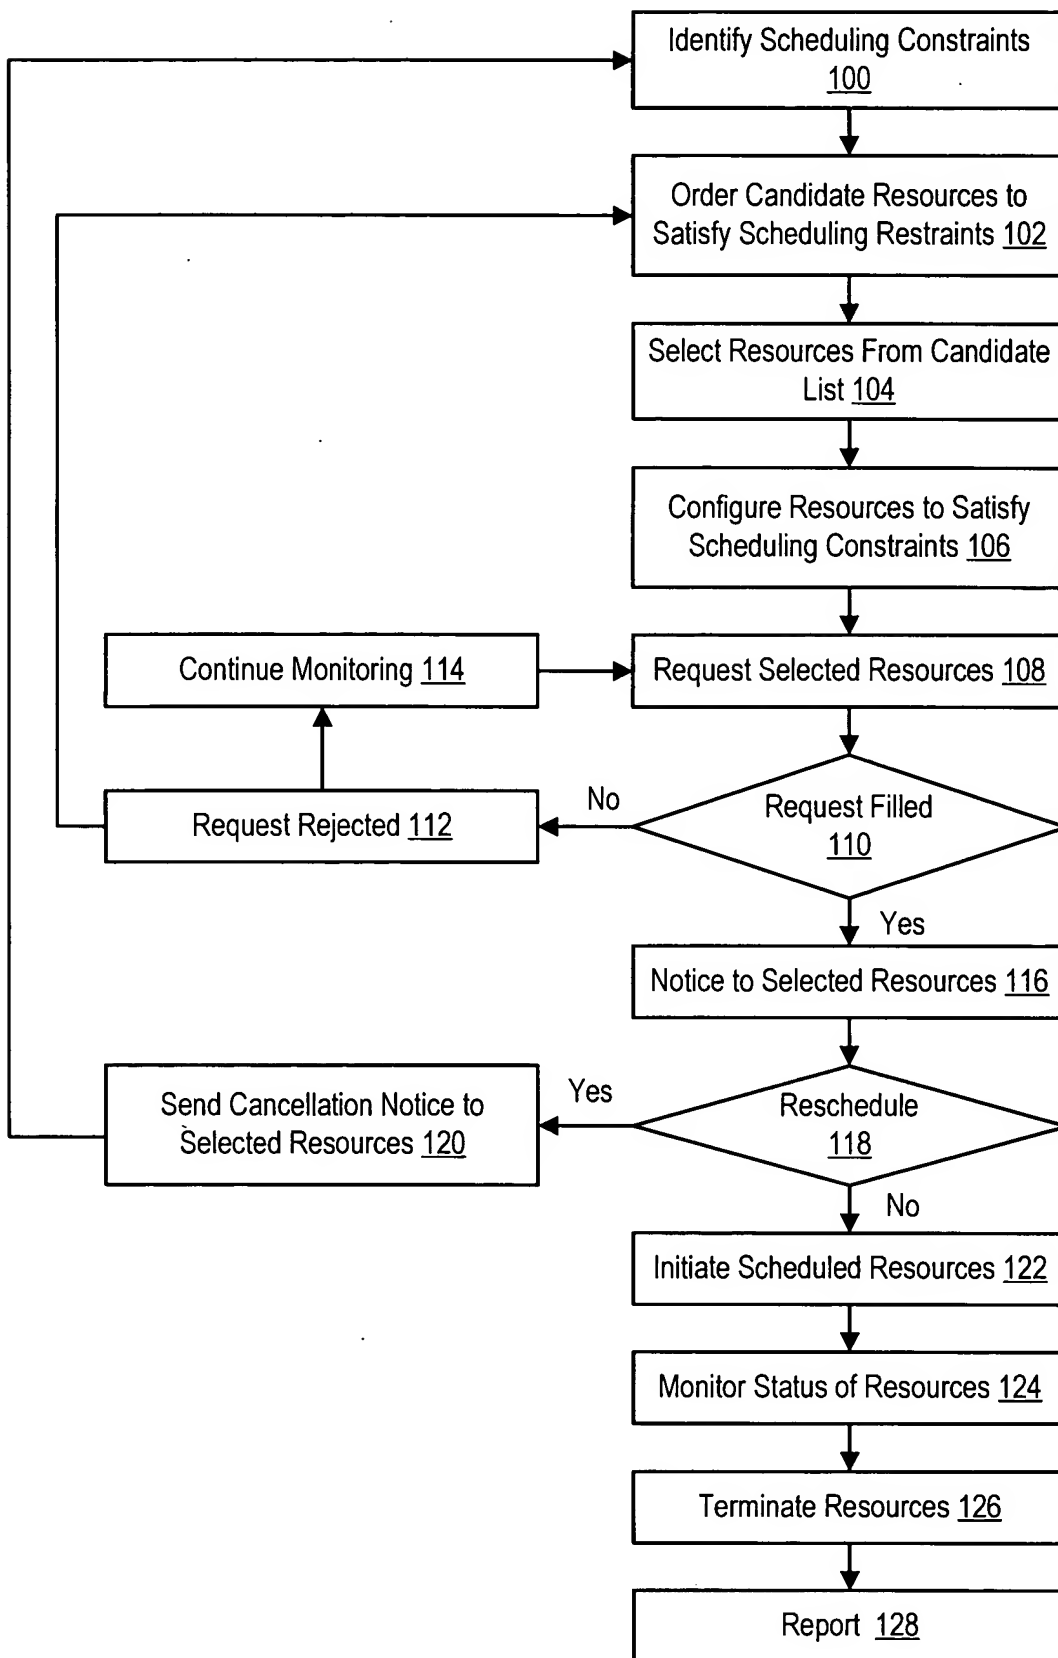 Identify Scheduling Constraints
100
Order Candidate Resources to
Satisfy Scheduling Restraints 102
Select Resources From Candidate
List 104
Configure Resources to Satisfy
Scheduling Constraints 106
Continue Monitoring 114
Request Selected Resources 108
Request Rejected 112
No
Request Filled
110
Yes
Notice to Selected Resources 116
Send Cancellation Notice to
Selected Resources 120
Yes
Reschedule
118
No
Initiate Scheduled Resources 122
Monitor Status of Resources 124
Terminate Resources 126
Report 128